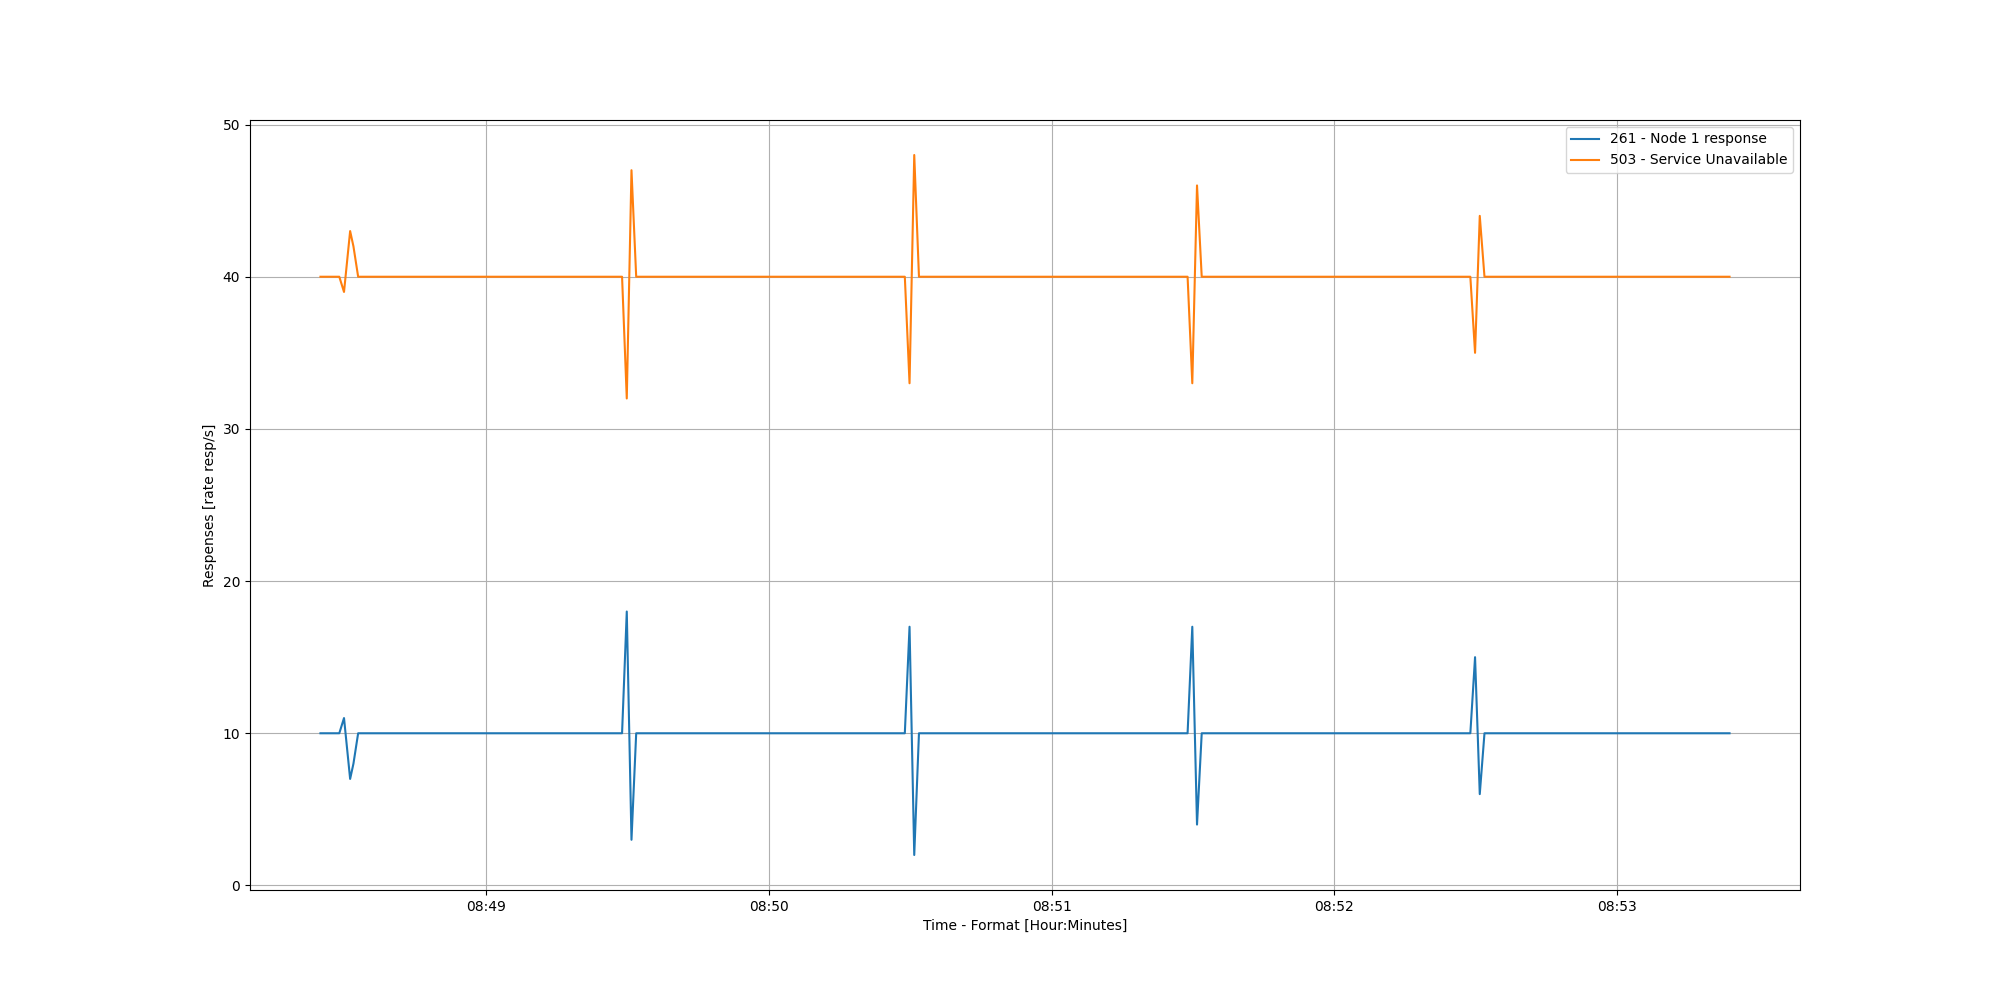 50
40
30
20
10
0
Respenses [rate resp/s]
261 - Node 1 response
503 - Service Unavailable
08:49
08:50
08:51
08:52
08:53
Time - Format [Hour:Minutes]